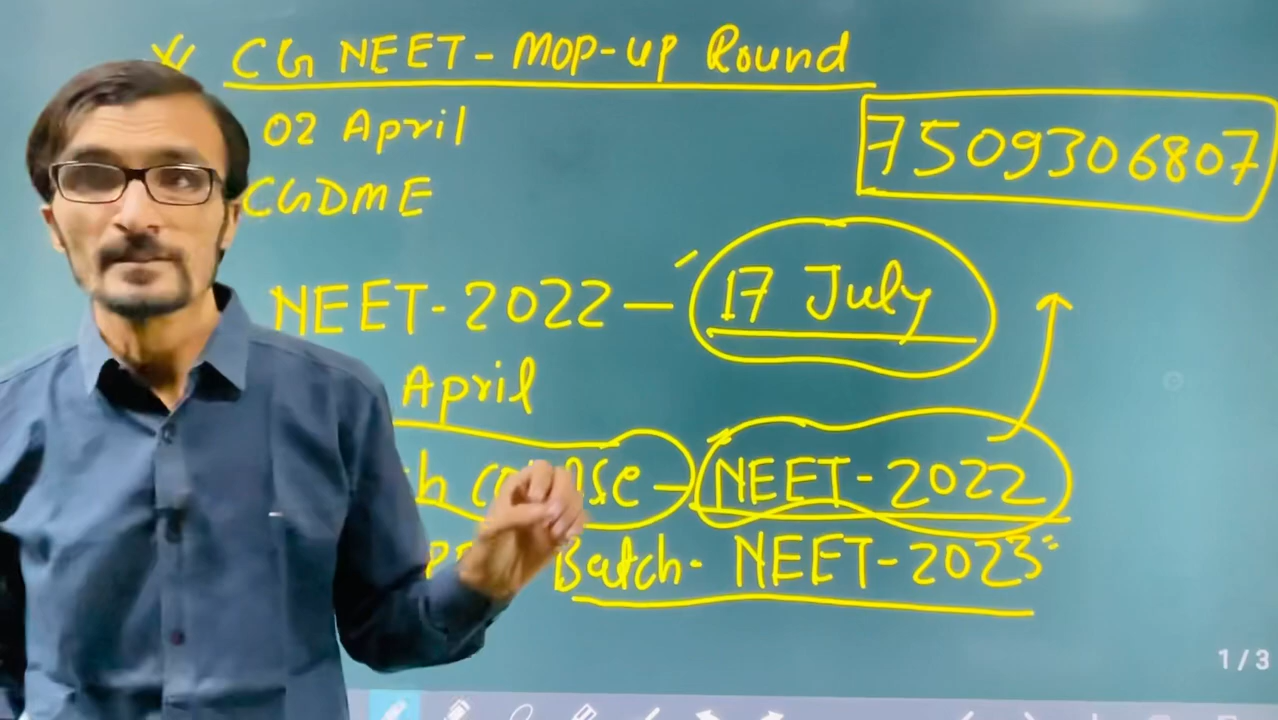 CG NEET - MOP-UP Round
02 April
7509306807
CGDME
NEET-2022 — 17 July
April
NEET-2022
Batch- NEET-2023
1/3